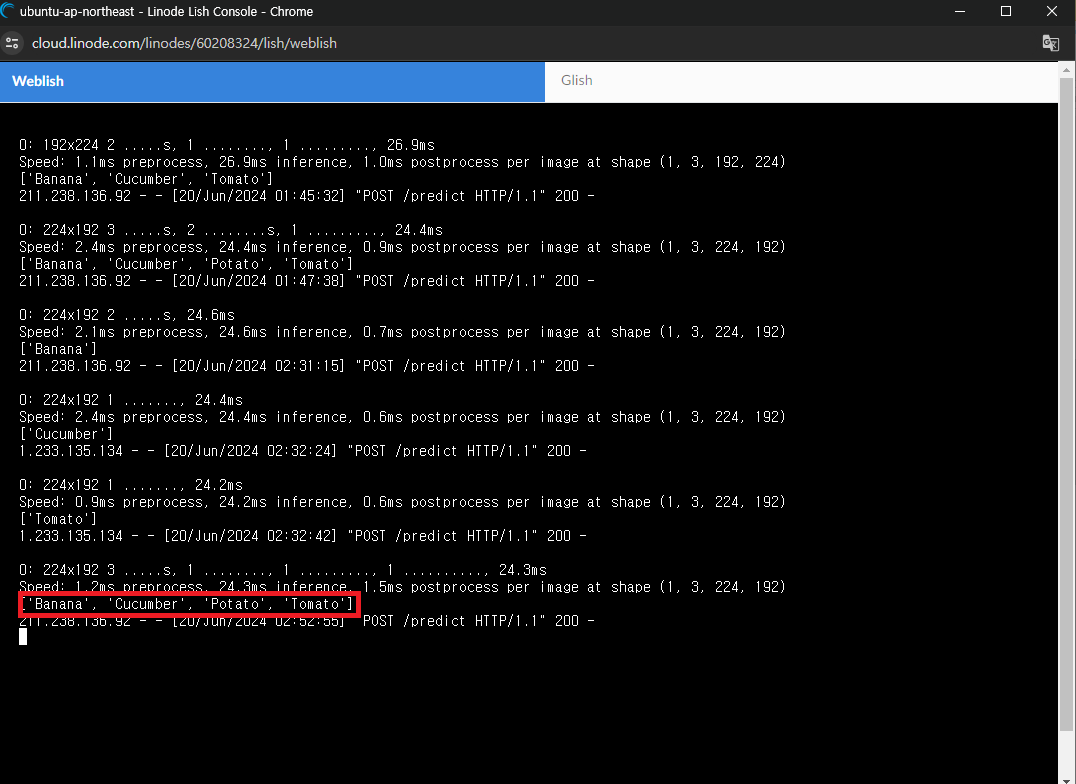 ubuntu-ap-northeast - Linode Lish Console - Chrome
cloud.linode.com/linodes/60208324/lish/weblish
Weblish
Glish
0: 192x224 2 .....s, 1 ........, 1 ........., 26.9ms
Speed: 1.1ms preprocess, 26.9ms inference, 1.0ms postprocess per image at shape (1, 3, 192, 224)
['Banana', 'Cucumber', 'Tomato']
211.238.136.92 - - [20/Jun/2024 01:45:32] "POST /predict HTTP/1.1" 200 -
0: 224x192 3 .....s, 2 ........s, 1 ........., 24.4ms
Speed: 2.4ms preprocess, 24.4ms inference, 0.9ms postprocess per image at shape (1, 3, 224, 192)
['Banana', 'Cucumber', 'Potato', 'Tomato']
211.238.136.92 - - [20/Jun/2024 01:47:38] "POST /predict HTTP/1.1" 200 -
0: 224x192 2 .....s, 24.6ms
Speed: 2.1ms preprocess, 24.6ms inference, 0.7ms postprocess per image at shape (1, 3, 224, 192)
['Banana']
211.238.136.92 - - [20/Jun/2024 02:31:15] "POST /predict HTTP/1.1" 200 -
0: 224x192 1 ......., 24.4ms
Speed: 2.4ms preprocess, 24.4ms inference, 0.6ms postprocess per image at shape (1, 3, 224, 192)
['Cucumber']
1.233.135.134 - - [20/Jun/2024 02:32:24] "POST /predict HTTP/1.1" 200 -
0: 224x192 1 ......., 24.2ms
Speed: 0.9ms preprocess, 24.2ms inference, 0.6ms postprocess per image at shape (1, 3, 224, 192)
['Tomato']
1.233.135.134 - - [20/Jun/2024 02:32:42] "POST /predict HTTP/1.1" 200 -
0: 224x192 3 .....s, 1 ........, 1 ........., 1 .........., 24.3ms
Speed: 1.2ms preprocess, 24.3ms inference, 1.5ms postprocess per image at shape (1, 3, 224, 192)
['Banana', 'Cucumber', 'Potato', 'Tomato']
211.238.136.92 - - [20/Jun/2024 02:52:55] "POST /predict HTTP/1.1" 200 -